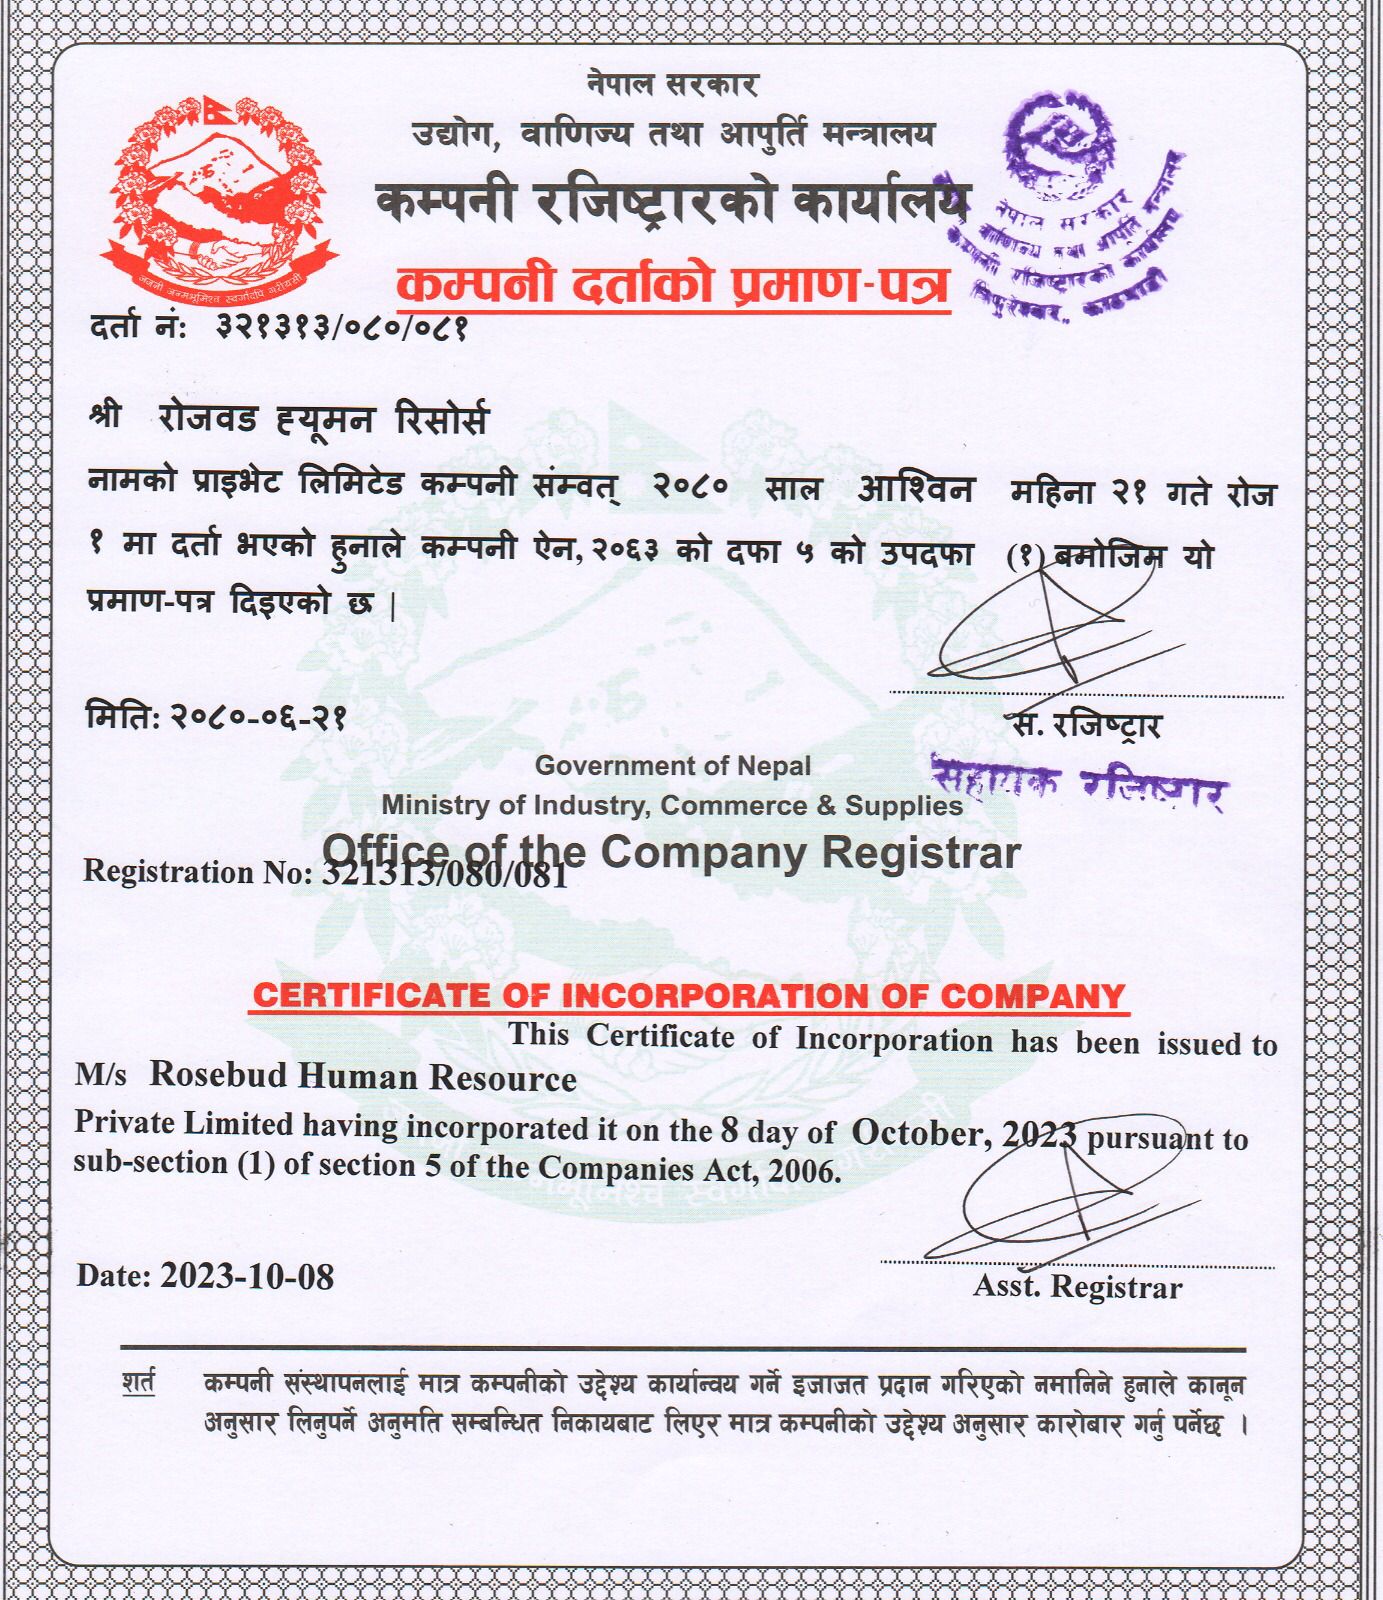 नेपाल सरकार
उद्योग, वाणिज्य तथा आपुर्ति मन्त्रालय
कम्पनी रजिष्ट्रारको कार्यालय
कम्पनी दर्ताको प्रमाण-पत्र
जननी जन्मभूमिश्च स्वर्गादपि गरीयसी
नेपाल सरकार
वाणिज्य तथा आपूर्ति मन्त्रालय
कम्पनी रजिष्ट्रारको कार्यालय
त्रिपुरेश्वर, काठमाडौं
दर्ता नं: ३२१३१३/०८०/०८१
श्री रोजवड ह्यूमन रिसोर्स
नामको प्राइभेट लिमिटेड कम्पनी संम्वत् २०८० साल आश्विन महिना २१ गते रोज
१ मा दर्ता भएको हुनाले कम्पनी ऐन, २०६३ को दफा ५ को उपदफा (१) बमोजिम यो
प्रमाण-पत्र दिइएको छ |
मिति: २०८०-०६-२१
स. रजिष्ट्रार
सहायक रजिष्ट्रार
Government of Nepal
Ministry of Industry, Commerce & Supplies
Office of the Company Registrar
Registration No: 321313/080/081
CERTIFICATE OF INCORPORATION OF COMPANY
This Certificate of Incorporation has been issued to
M/s Rosebud Human Resource
Private Limited having incorporated it on the 8 day of October, 2023 pursuant to
sub-section (1) of section 5 of the Companies Act, 2006.
Date: 2023-10-08
Asst. Registrar
शर्त कम्पनी संस्थापनलाई मात्र कम्पनीको उद्देश्य कार्यान्वय गर्ने इजाजत प्रदान गरिएको नमानिने हुनाले कानून
अनुसार लिनुपर्ने अनुमति सम्बन्धित निकायबाट लिएर मात्र कम्पनीको उद्देश्य अनुसार कारोबार गर्नु पर्नेछ ।